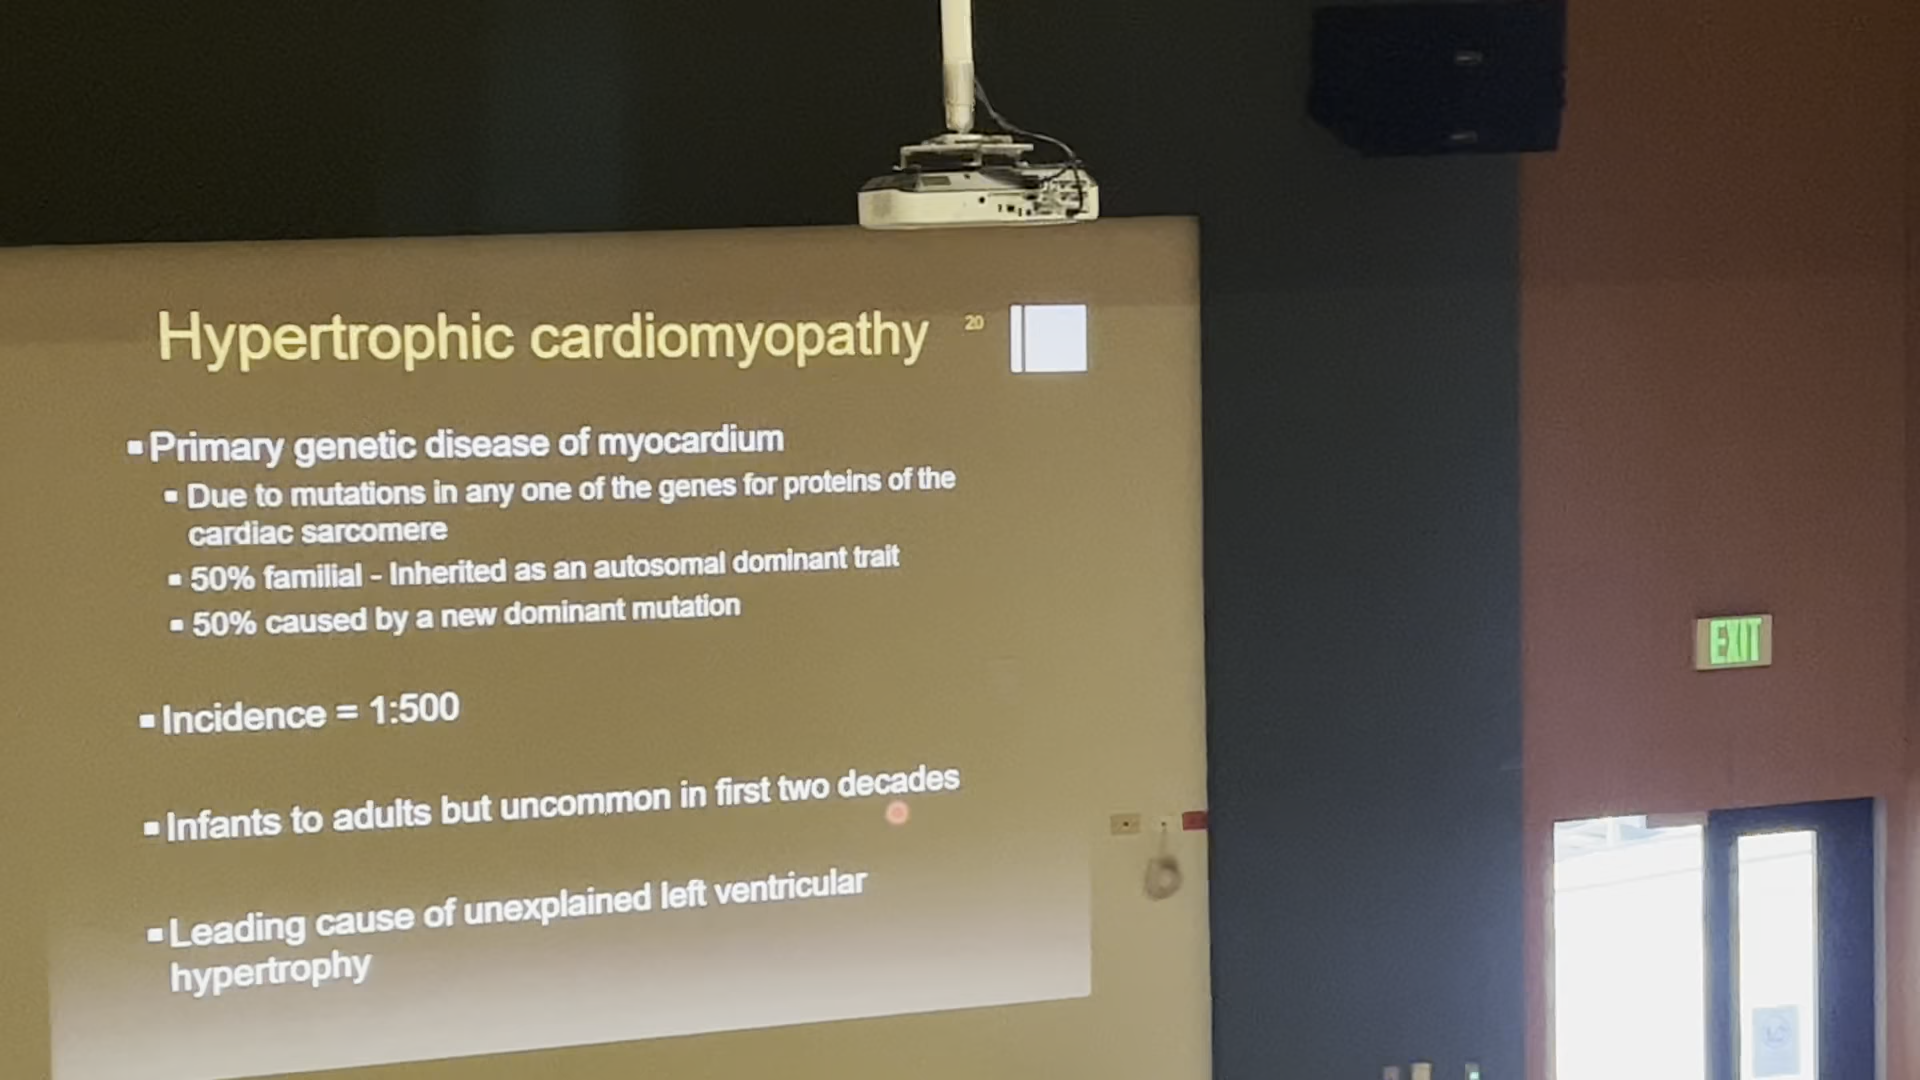 Hypertrophic cardiomyopathy
20
▪ Primary genetic disease of myocardium
▪ Due to mutations in any one of the genes for proteins of the
cardiac sarcomere
▪ 50% familial - Inherited as an autosomal dominant trait
▪ 50% caused by a new dominant mutation
▪ Incidence = 1:500
▪ Infants to adults but uncommon in first two decades
▪ Leading cause of unexplained left ventricular
hypertrophy
EXIT